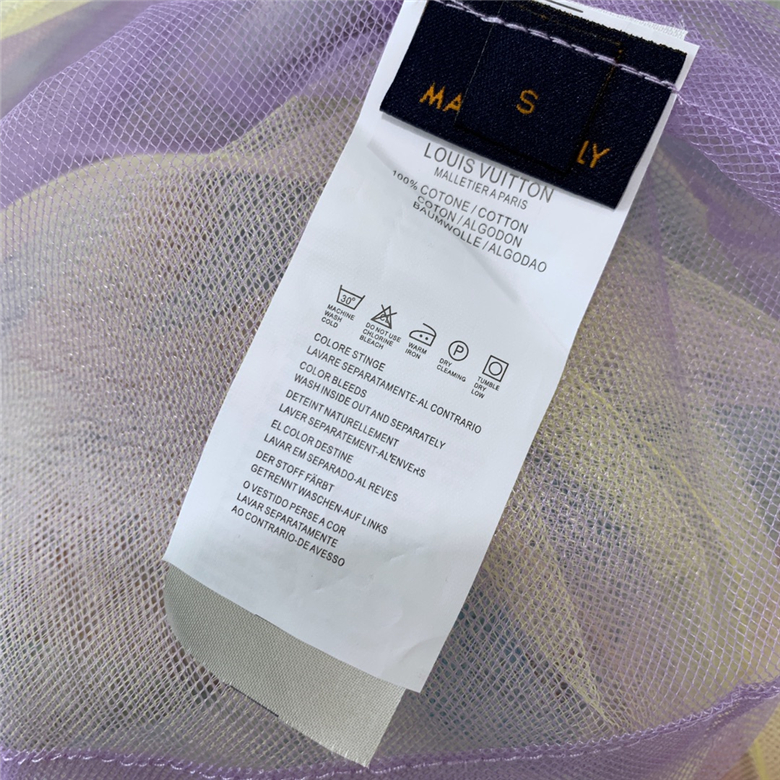 MA
S
LY
LOUIS VUITTON
MALLETIER A PARIS
100% COTONE / COTTON
COTON / ALGODON
BAUMWOLLE / ALGODAO
30°
MACHINE
WASH
COLD
DO NOT USE
CHLORINE
BLEACH
WARM
IRON
P
DRY
CLEANING
TUMBLE
DRY
LOW
COLORE STINGE
LAVARE SEPARATAMENTE-AL CONTRARIO
COLOR BLEEDS
WASH INSIDE OUT AND SEPARATELY
DETEINT NATURELLEMENT
LAVER SEPARETEMENT-AL'ENVERS
EL COLOR DESTINE
LAVAR EM SEPARADO-AL REVES
DER STOFF FÄRBT
GETRENNT WASCHEN-AUF LINKS
O VESTIDO PERSE A COR
LAVAR SEPARATAMENTE
AO CONTRARIO-DE AVESSO